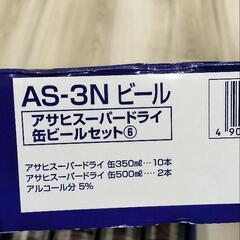 AS-3N ビール
アサヒスーパードライ
缶ビールセット⑥
アサヒスーパードライ 缶350㎖…10本
アサヒスーパードライ 缶500㎖… 2本
アルコール分 5%
4 90